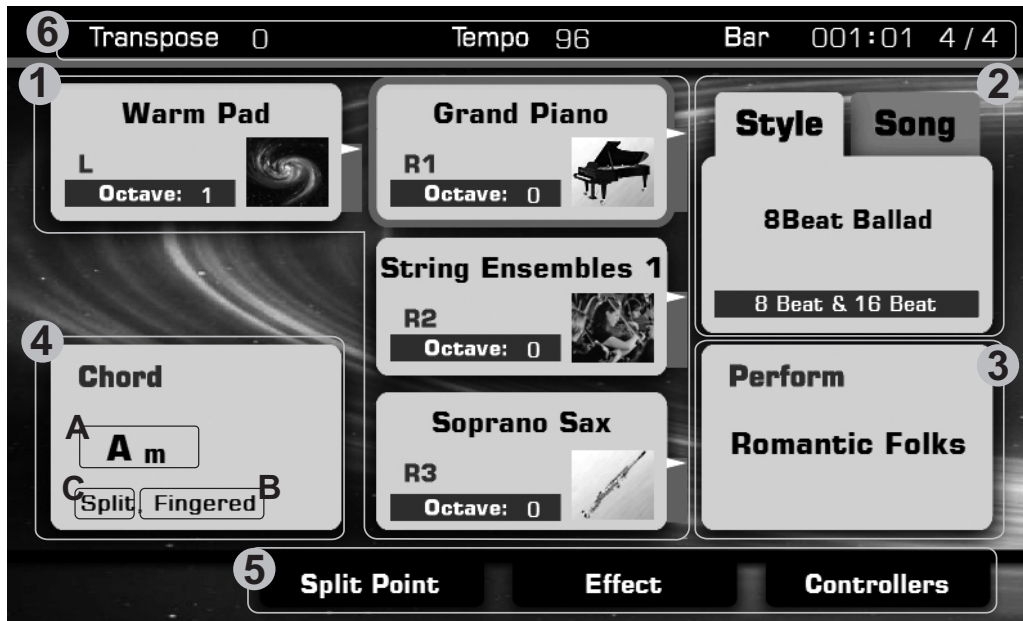 6 Transpose 0 Tempo 96 Bar 001:01 4/4
1
Warm Pad
L
Octave: 1
Grand Piano
R1
Octave: 0
String Ensembles 1
R2
Octave: 0
Soprano Sax
R3
Octave: 0
2
Style Song
8Beat Ballad
8 Beat & 16 Beat
3
Perform
Romantic Folks
4
Chord
A
A m
C B
Split, Fingered
5
Split Point Effect Controllers